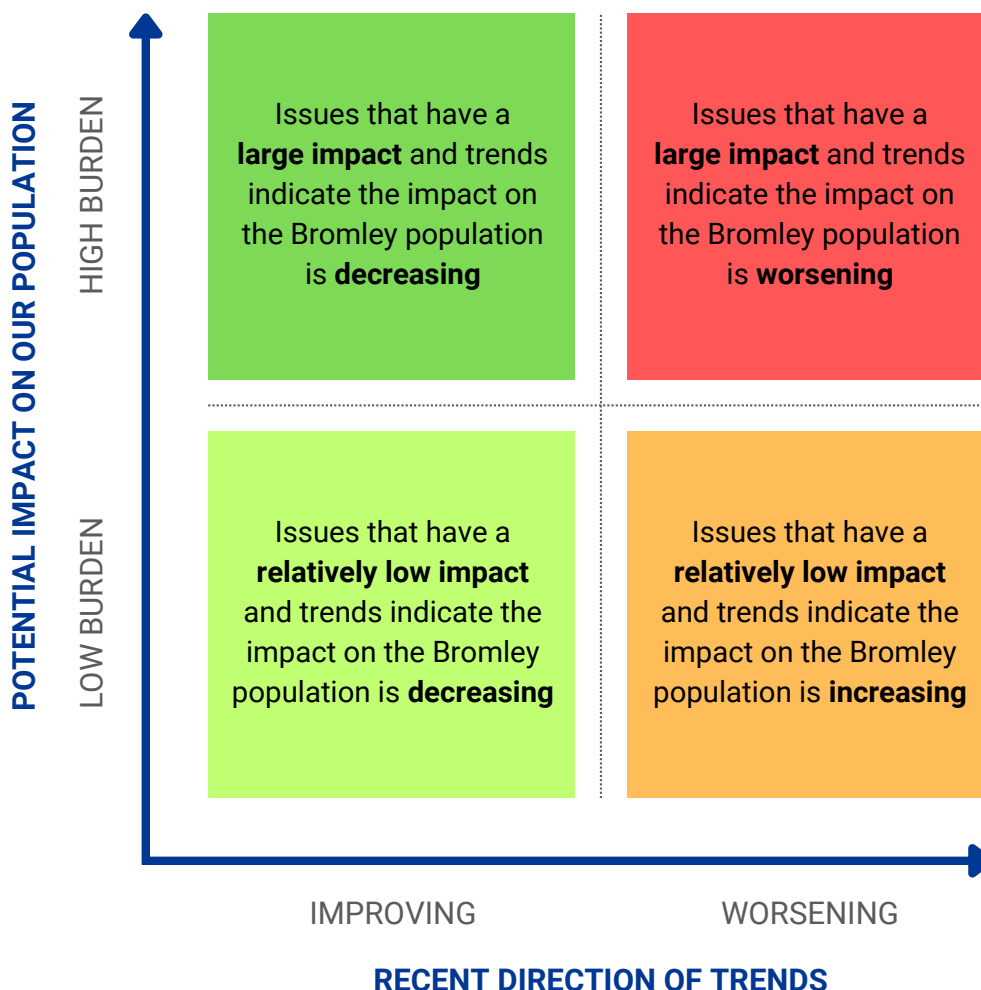 POTENTIAL IMPACT ON OUR POPULATION
HIGH BURDEN
Issues that have a
large impact and trends
indicate the impact on
the Bromley population
is decreasing
Issues that have a
large impact and trends
indicate the impact on
the Bromley population
is worsening
LOW BURDEN
Issues that have a
relatively low impact
and trends indicate the
impact on the Bromley
population is decreasing
Issues that have a
relatively low impact
and trends indicate the
impact on the Bromley
population is increasing
IMPROVING
WORSENING
RECENT DIRECTION OF TRENDS